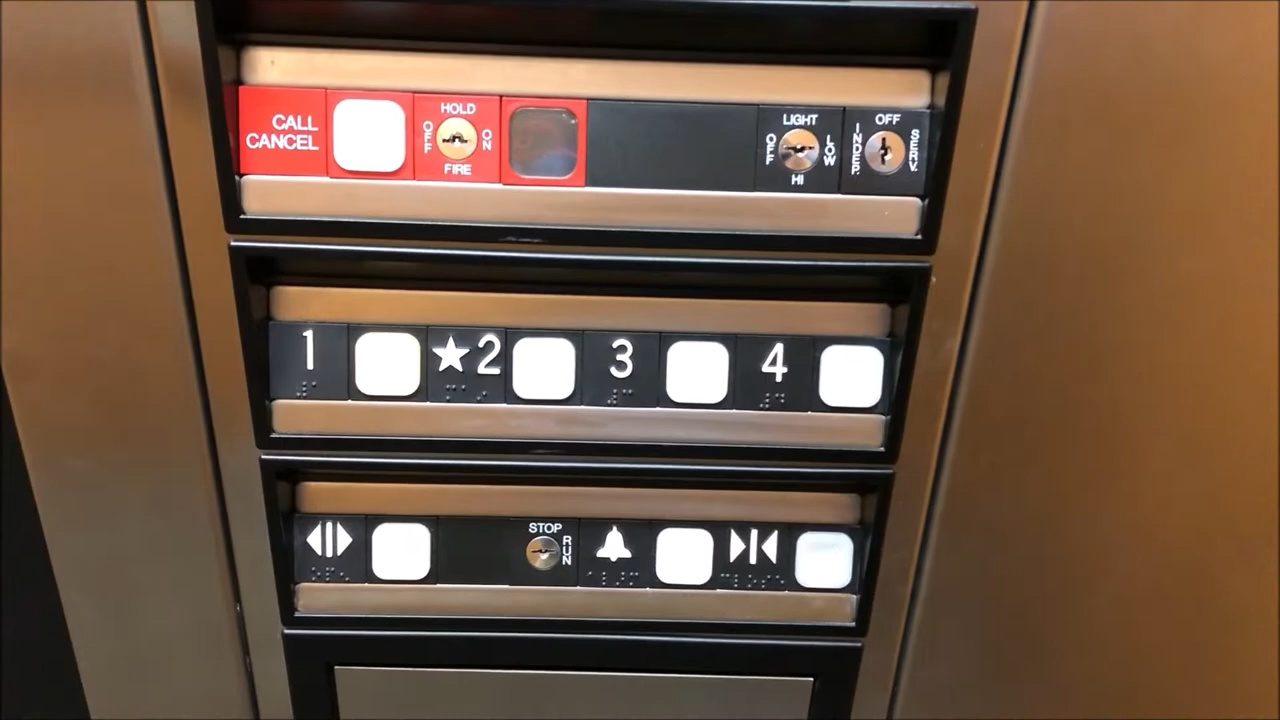 CALL
CANCEL
HOLD
OFF
ON
FIRE
LIGHT
OFF
LOW
HI
OFF
INDEP.
SERV.
1
★2
3
4
STOP
RUN